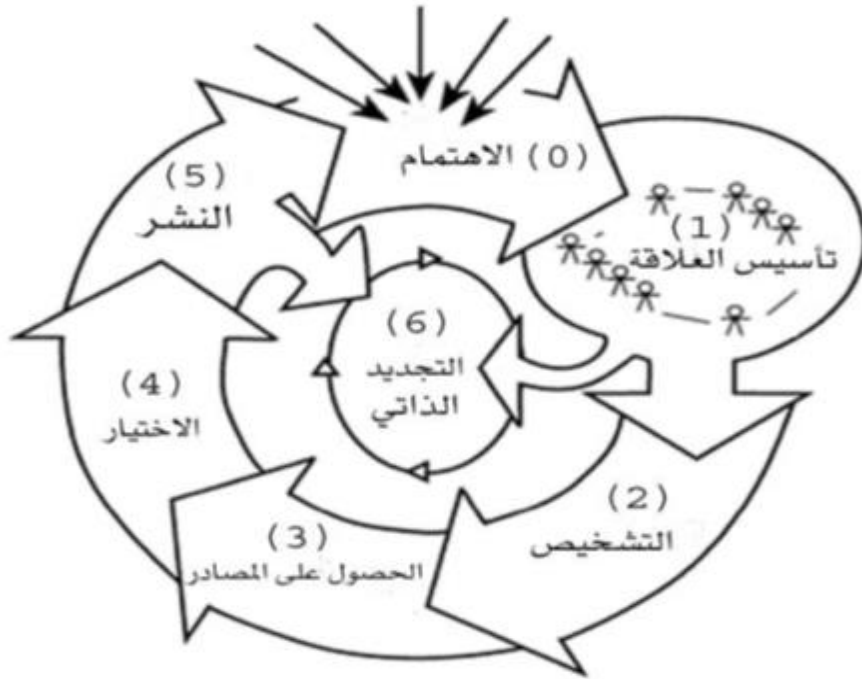 (0) الاهتمام
(1)
تأسيس العلاقة
(2)
التشخيص
(3)
الحصول على المصادر
(4)
الاختيار
(5)
النشر
(6)
التجديد
الذاتي